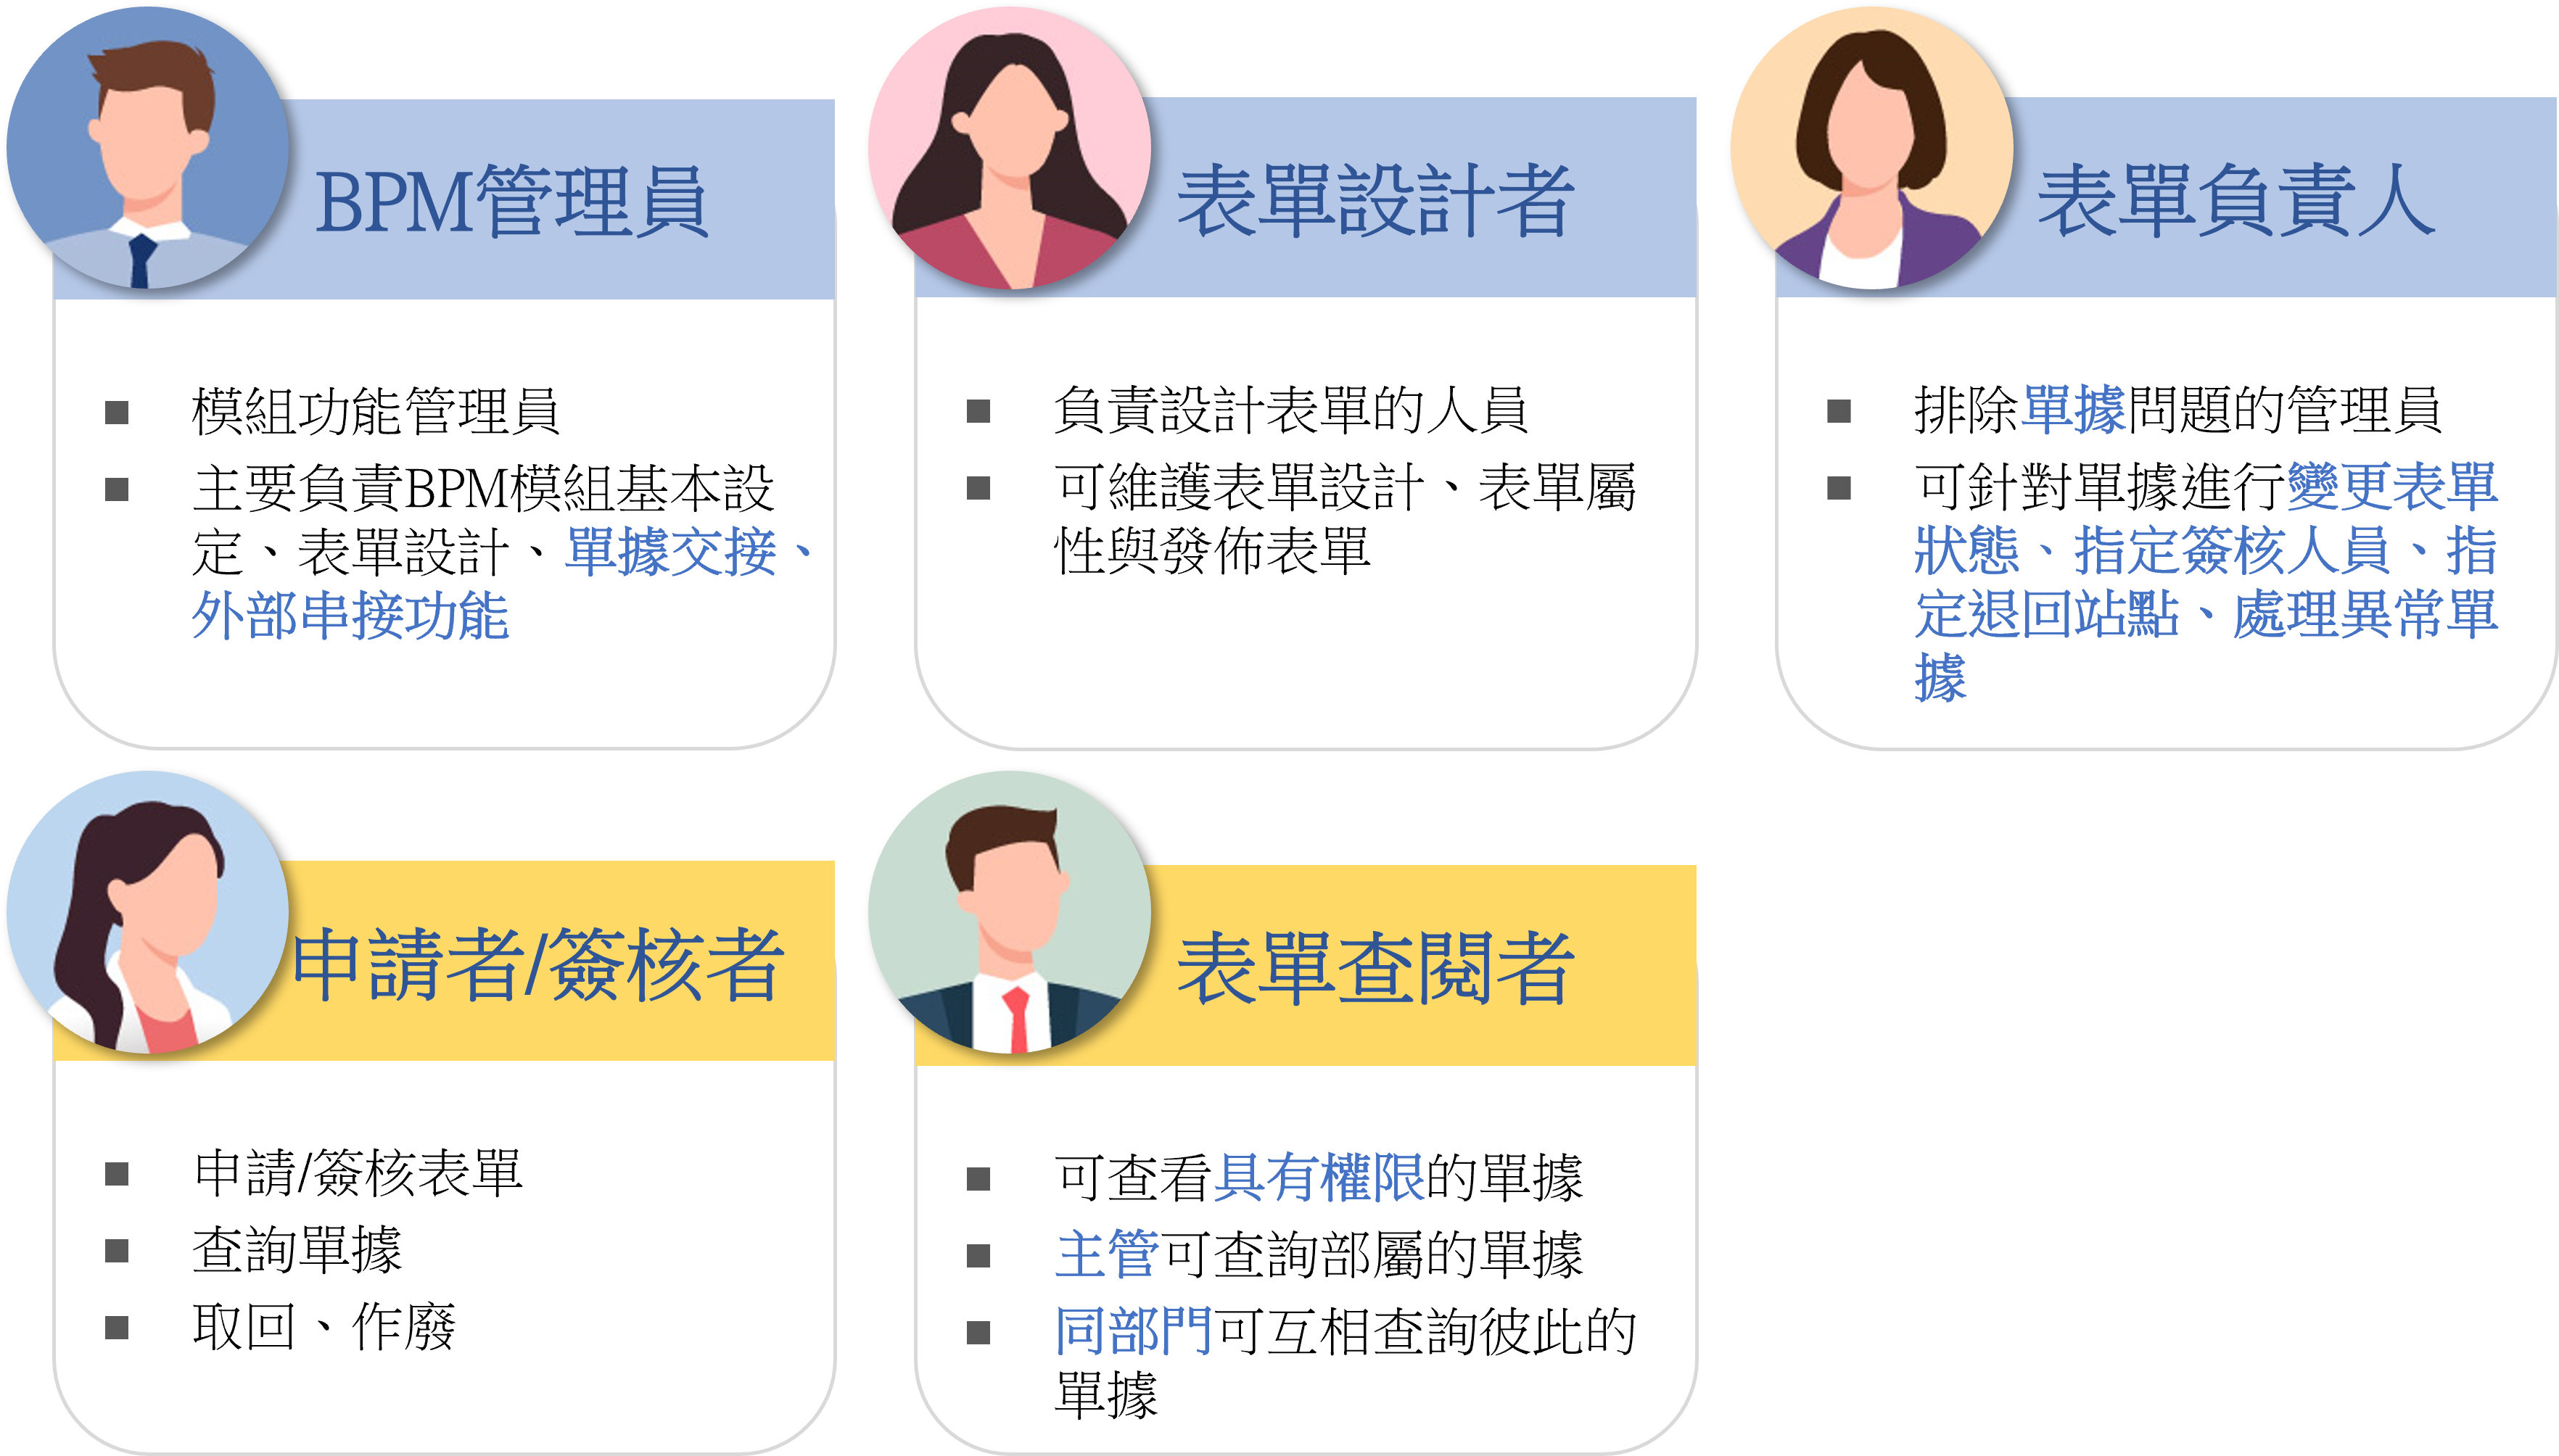 BPM管理員
模組功能管理員
主要負責BPM模組基本設
定、表單設計、單據交接、
外部串接功能
表單設計者
負責設計表單的人員
可維護表單設計、表單屬
性與發佈表單
表單負責人
排除單據問題的管理員
可針對單據進行變更表單
狀態、指定簽核人員、指
定退回站點、處理異常單
據
申請者/簽核者
申請/簽核表單
查詢單據
取回、作廢
表單查閱者
可查看具有權限的單據
主管可查詢部屬的單據
同部門可互相查詢彼此的
單據